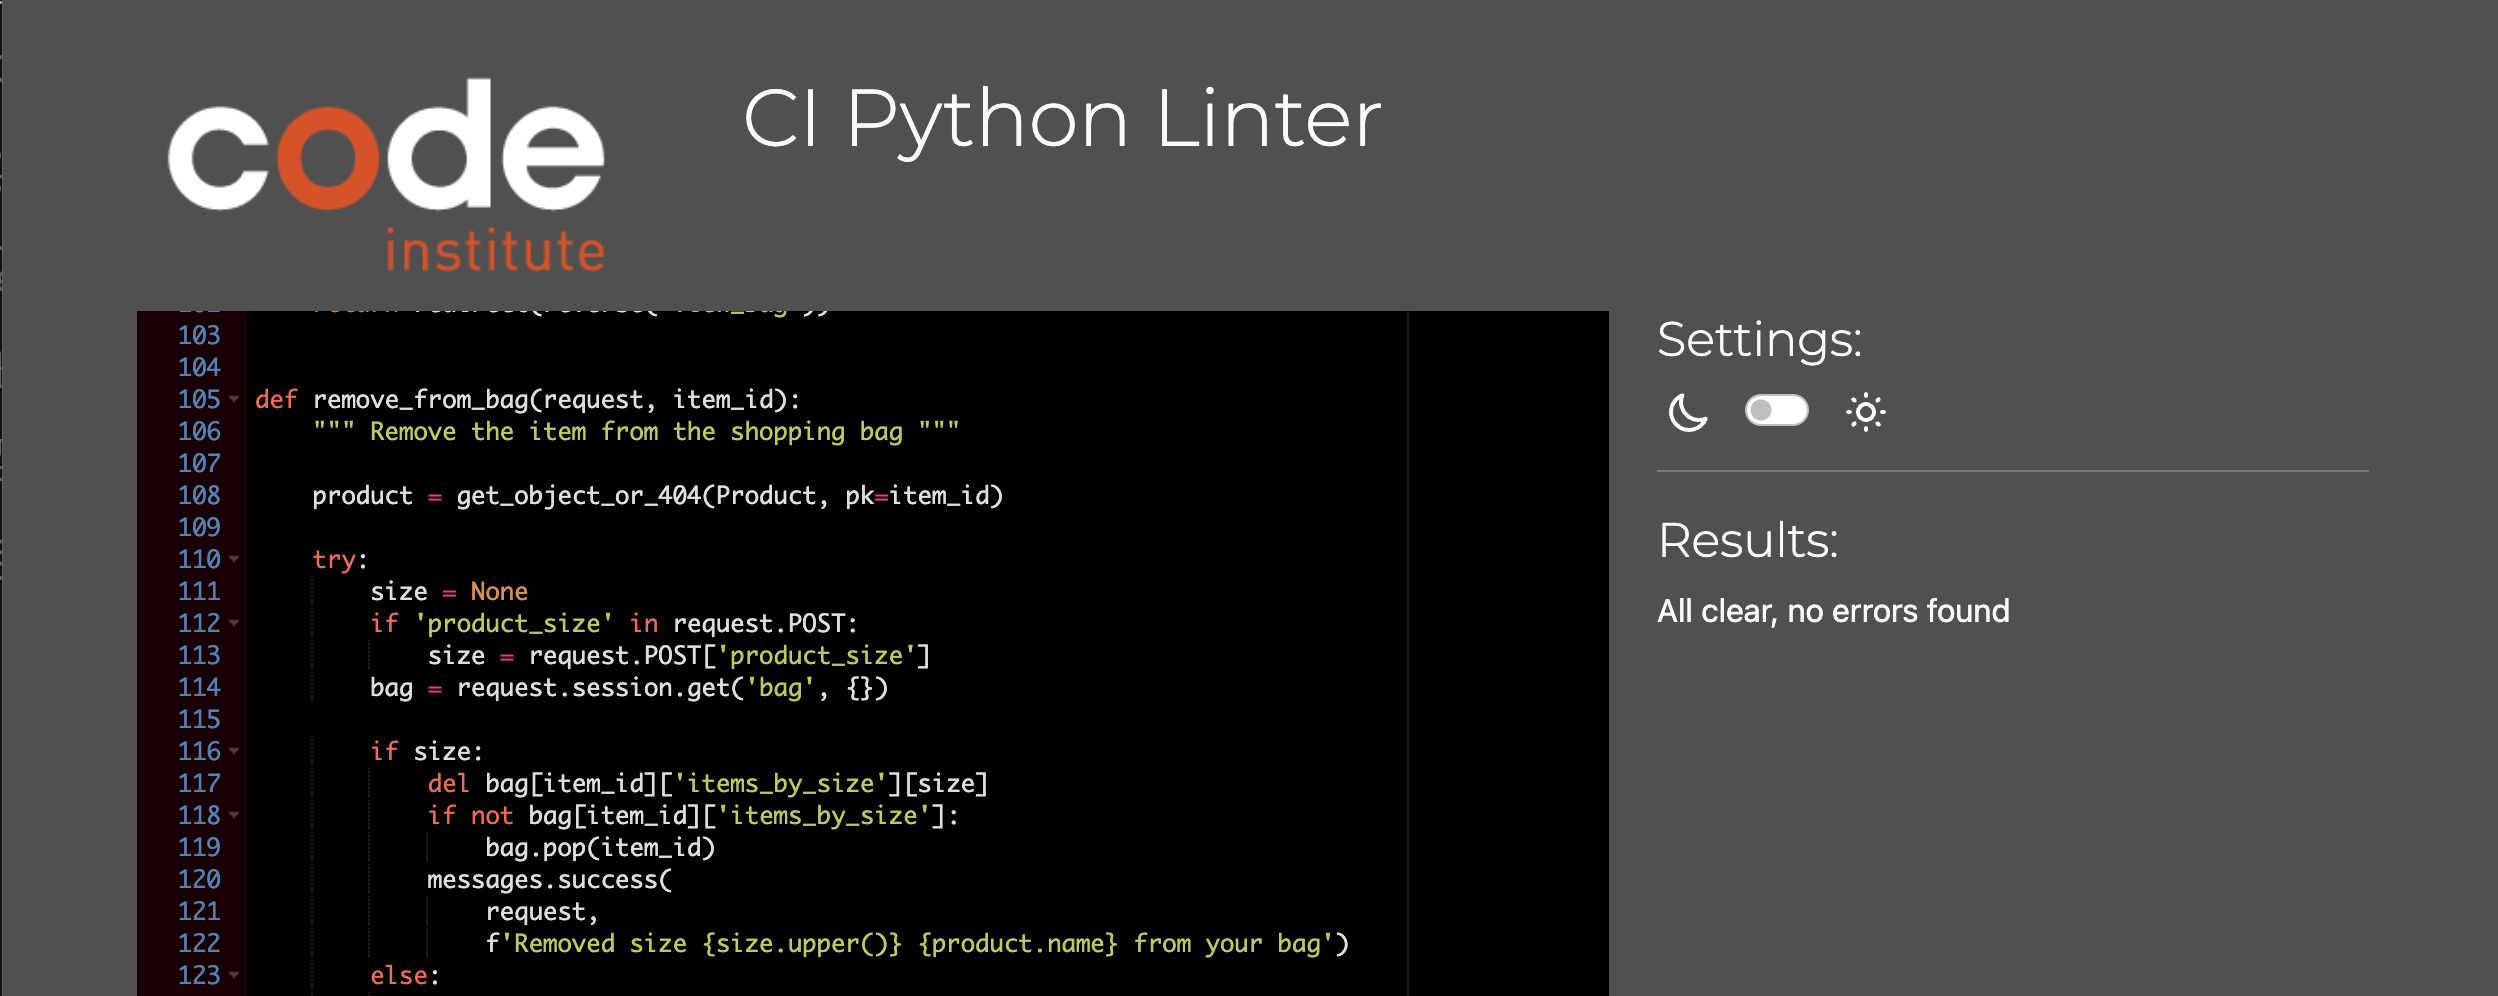 code
institute
CI Python Linter
103
104
105 def remove_from_bag(request, item_id):
106     """ Remove the item from the shopping bag """
107
108     product = get_object_or_404(Product, pk=item_id)
109
110     try:
111         size = None
112         if 'product_size' in request.POST:
113             size = request.POST['product_size']
114         bag = request.session.get('bag', {})
115
116         if size:
117             del bag[item_id]['items_by_size'][size]
118             if not bag[item_id]['items_by_size']:
119                 bag.pop(item_id)
120             messages.success(
121                 request,
122                 f'Removed size {size.upper()} {product.name} from your bag')
123         else:
Settings:
Results:
All clear, no errors found